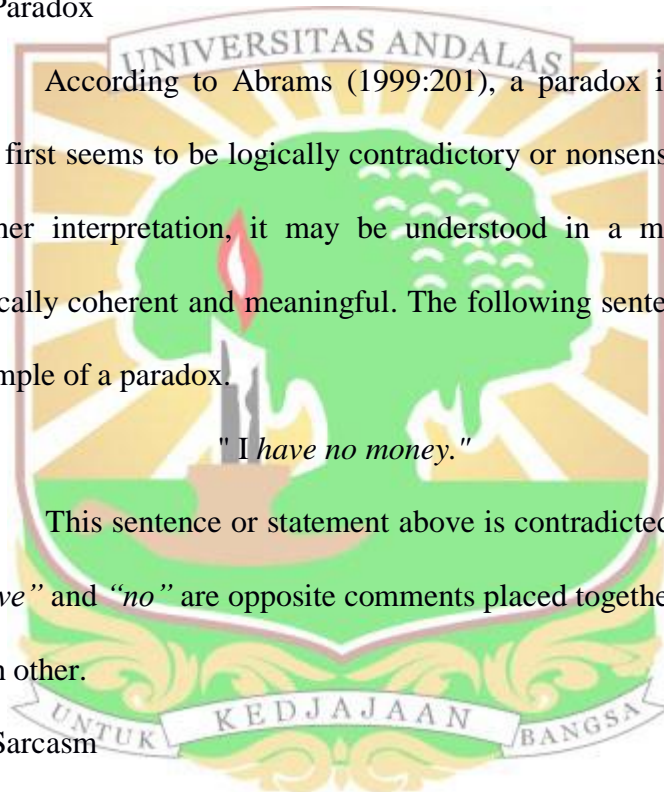 Paradox
UNIVERSITAS ANDALAS
According to Abrams (1999:201), a paradox i
first seems to be logically contradictory or nonsens
ner interpretation, it may be understood in a m
ically coherent and meaningful. The following sente
mple of a paradox.
" I have no money."
This sentence or statement above is contradicted
ve” and “no” are opposite comments placed togethe
h other.
UNTUK KEDJAJAAN BANGSA
Sarcasm